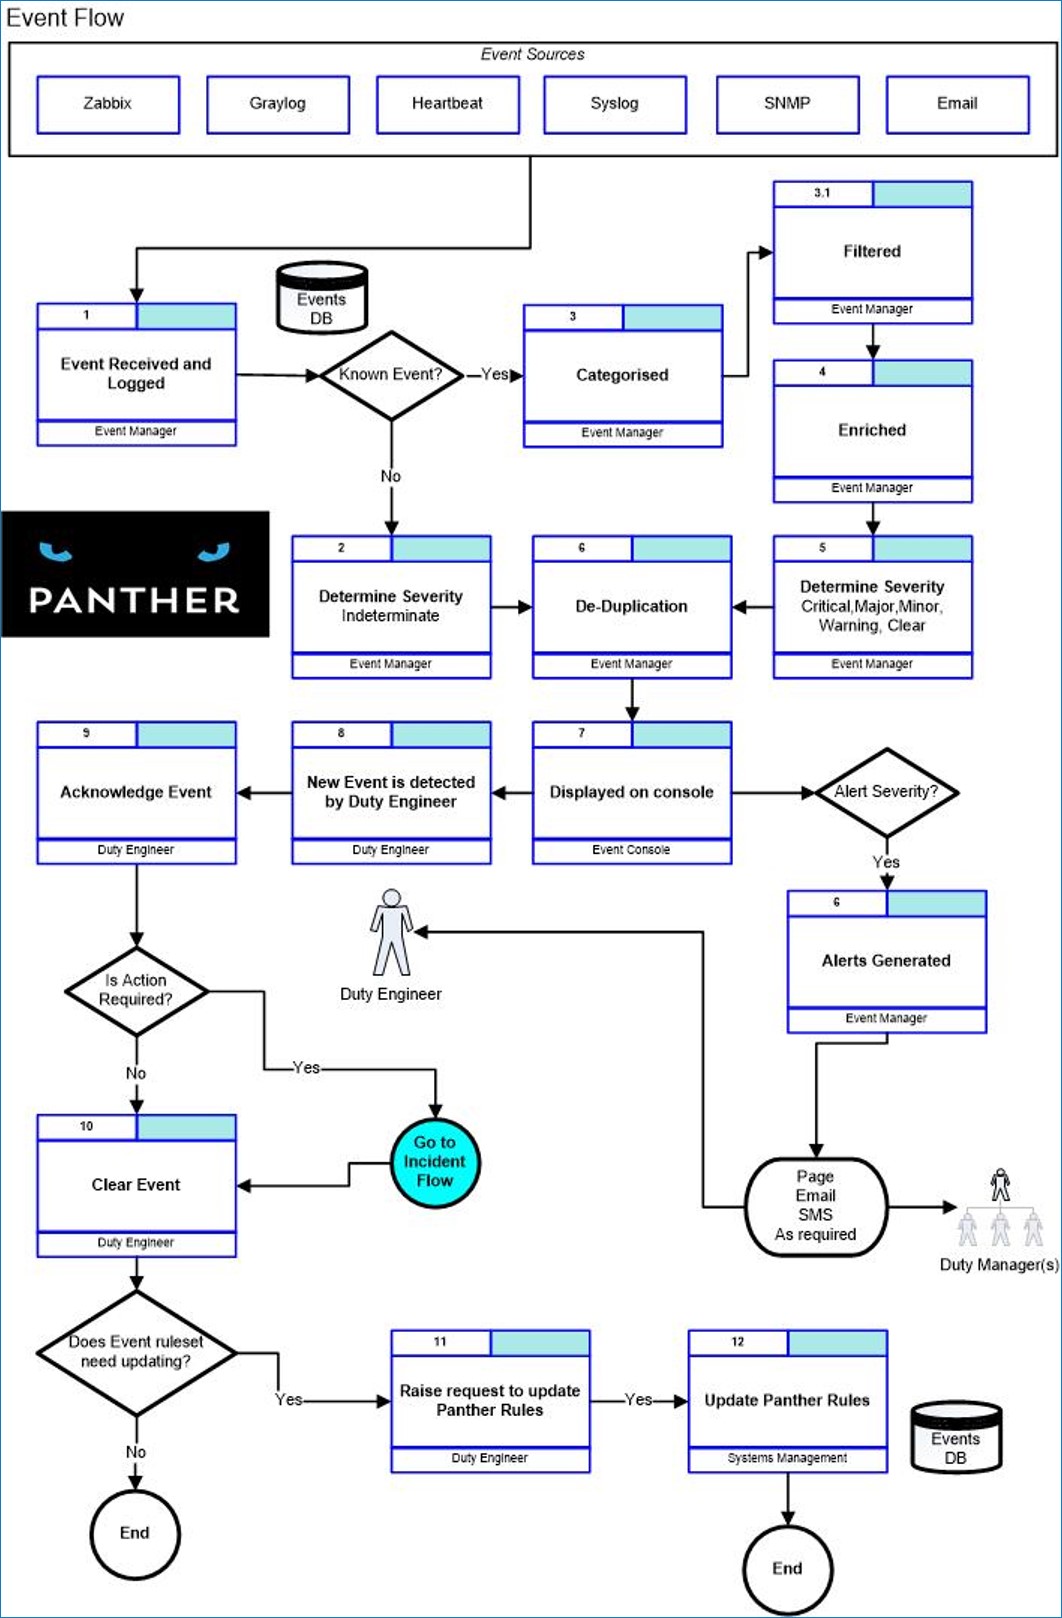 Event Flow
Event Sources
Zabbix
Graylog
Heartbeat
Syslog
SNMP
Email
3.1
Filtered
Event Manager
Events
DB
1
Event Received and
Logged
Event Manager
Known Event?
Yes
3
Categorised
Event Manager
4
Enriched
Event Manager
No
PANTHER
2
Determine Severity
Indeterminate
Event Manager
6
De-Duplication
Event Manager
5
Determine Severity
Critical,Major,Minor,
Warning, Clear
Event Manager
9
Acknowledge Event
Duty Engineer
8
New Event is detected
by Duty Engineer
Duty Engineer
7
Displayed on console
Event Console
Alert Severity?
Yes
6
Alerts Generated
Event Manager
Duty Engineer
Is Action
Required?
Yes
No
10
Clear Event
Duty Engineer
Go to
Incident
Flow
Page
Email
SMS
As required
Duty Manager(s)
Does Event ruleset
need updating?
Yes
11
Raise request to update
Panther Rules
Duty Engineer
Yes
12
Update Panther Rules
Systems Management
Events
DB
No
End
End